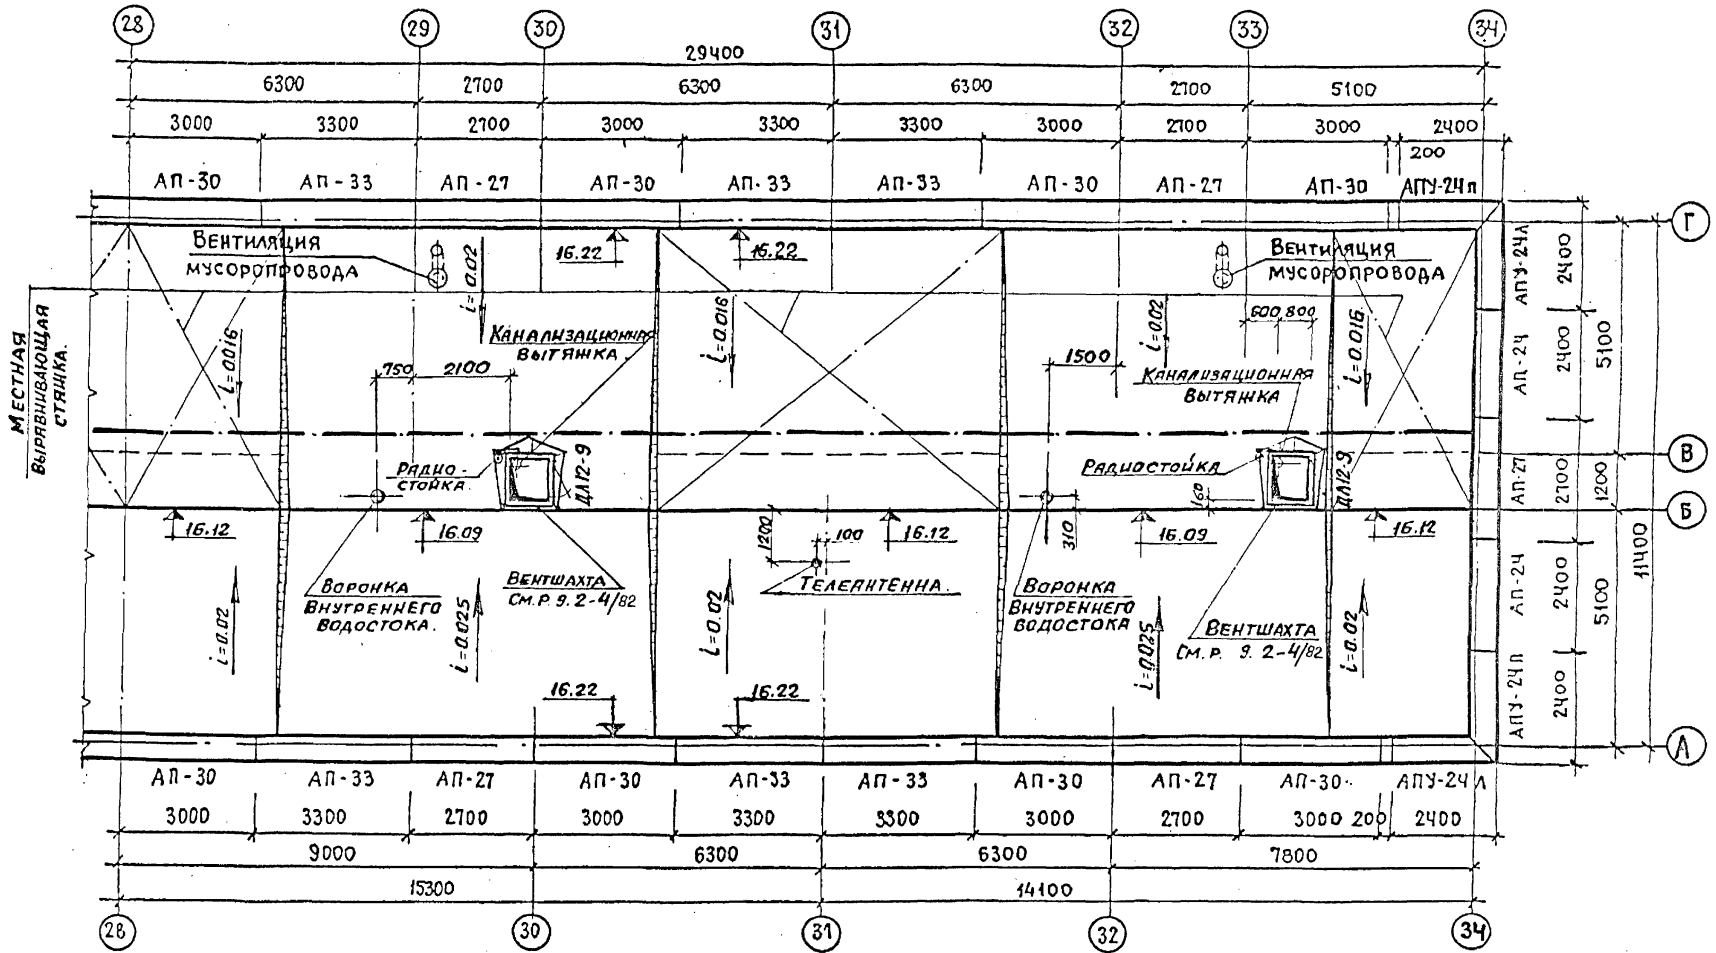 28 29 30 31 32 33 34
29400
6300 2700 6300 6300 2700 5100
3000 3300 2700 3000 3300 3300 3000 2700 3000 2400
200
АП-30 АП-33 АП-27 АП-30 АП-33 АП-33 АП-30 АП-27 АП-30 АПУ-24п
Г
Вентиляция
мусоропровода
i=0.02
16.22
16.22
Вентиляция
мусоропровода
АПУ-24л
2400
Местная
выравнивающая
стяжка.
i=0.016
Канализационная
вытяжка.
i=0.016
i=0.02
600 800
i=0.016
АП-24
2400
5100
750 2100
1500
Канализационная
вытяжка
Радио-
стойка.
ДЛ12-9
Радиостойка
160
ДЛ12-9
АП-27
2700
1200
В
Б
16.12
16.09
1200
100
16.12
310
16.09
16.12
11400
i=0.02
Воронка
внутреннего
водостока.
i=0.025
Вентшахта
см.р. 9.2-4/82
i=0.02
Телеантенна.
Воронка
внутреннего
водостока
i=0.025
Вентшахта
см.р. 9.2-4/82
i=0.02
АП-24
2400
5100
16.22
16.22
АПУ-24п
2400
А
АП-30 АП-33 АП-27 АП-30 АП-33 АП-33 АП-30 АП-27 АП-30 АПУ-24л
3000 3300 2700 3000 3300 3300 3000 2700 3000 200 2400
9000 6300 6300 7800
15300 14100
28 30 31 32 34